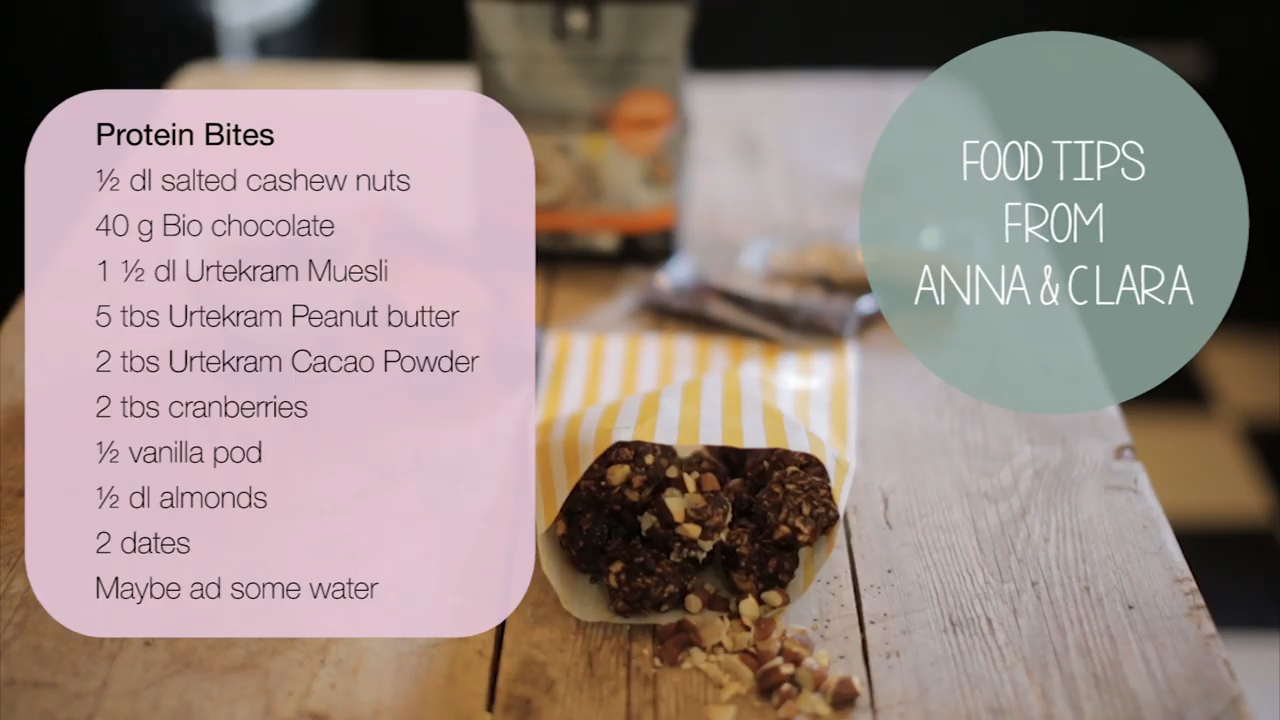 Protein Bites
½ dl salted cashew nuts
40 g Bio chocolate
1 ½ dl Urtekram Muesli
5 tbs Urtekram Peanut butter
2 tbs Urtekram Cacao Powder
2 tbs cranberries
½ vanilla pod
½ dl almonds
2 dates
Maybe ad some water
FOOD TIPS
FROM
ANNA & CLARA